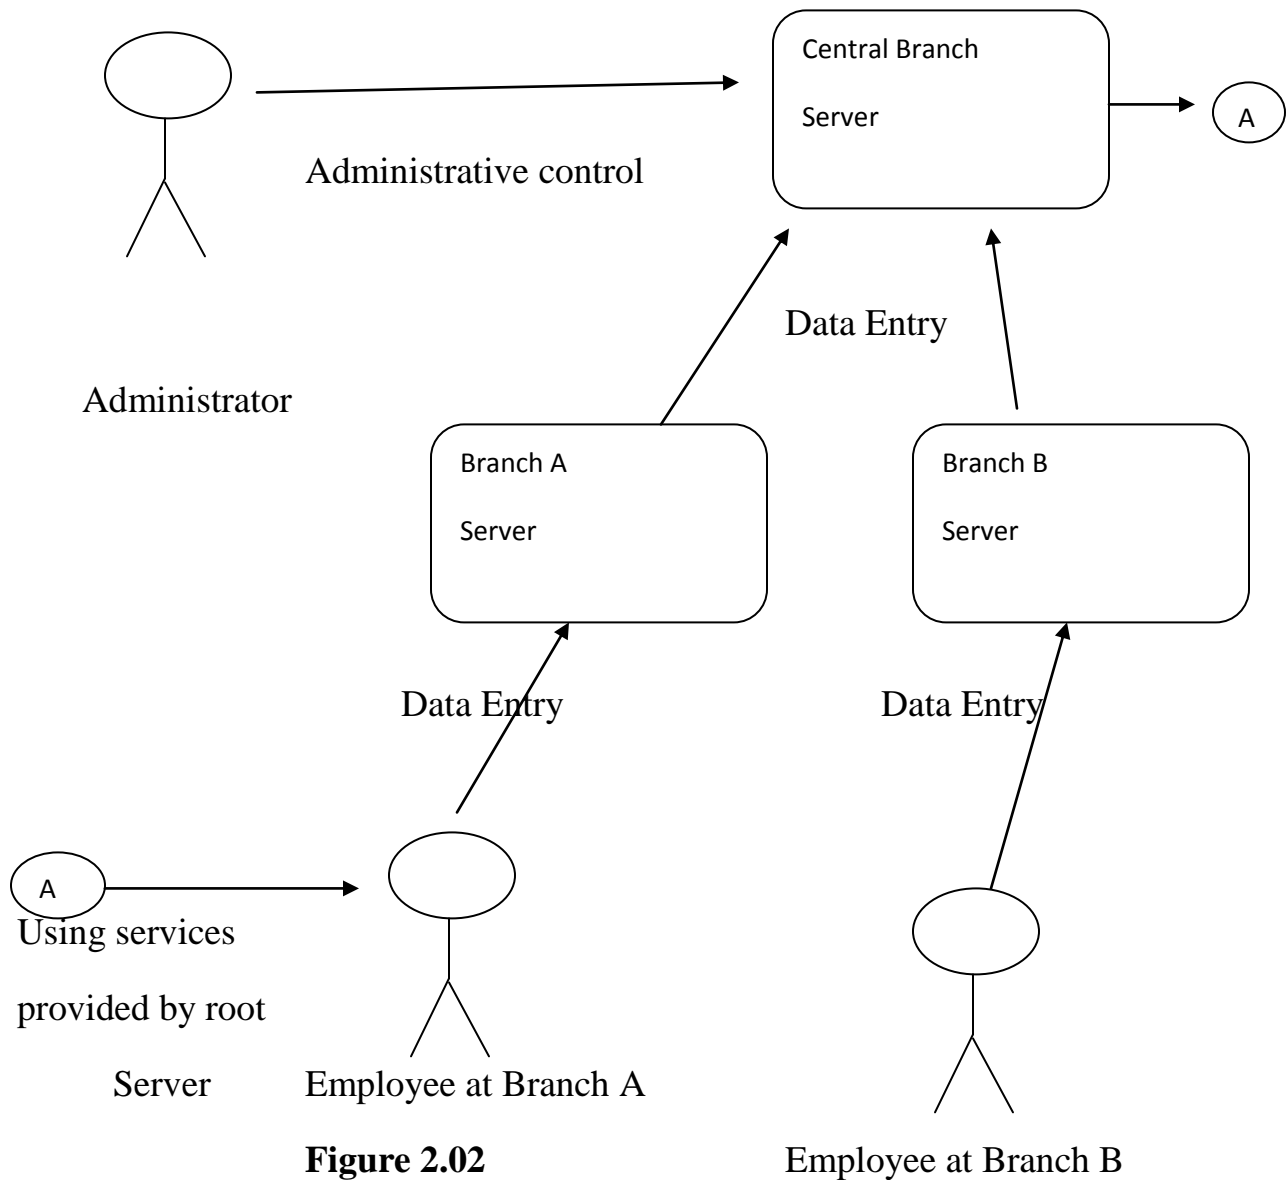 Central Branch
Server
A
Administrative control
Data Entry
Administrator
Branch A
Server
Branch B
Server
Data Entry
Data Entry
A
Using services
provided by root
Server
Employee at Branch A
Figure 2.02
Employee at Branch B